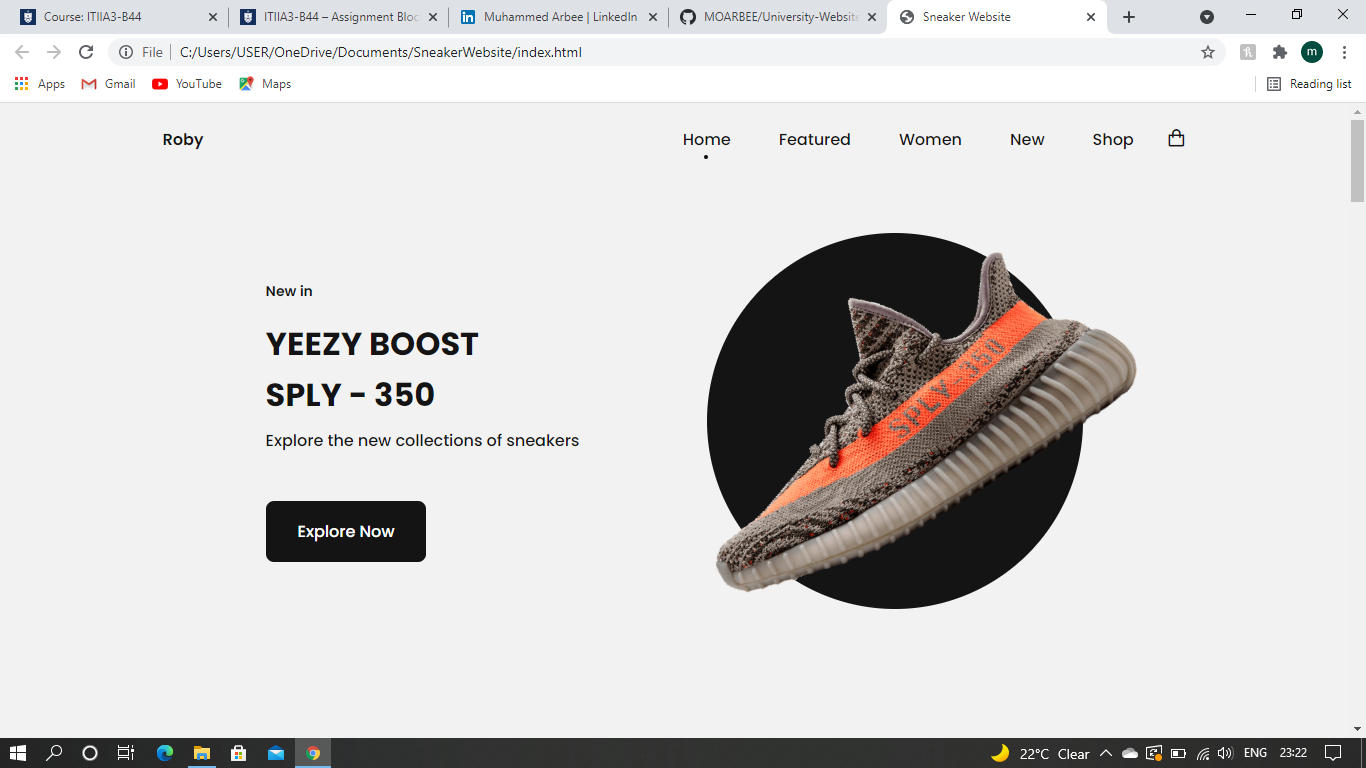 Course: ITIIA3-B44
ITIIA3-B44 – Assignment Bloc
Muhammed Arbee | LinkedIn
MOARBEE/University-Website
Sneaker Website
File
C:/Users/USER/OneDrive/Documents/SneakerWebsite/index.html
m
Apps
Gmail
YouTube
Maps
Reading list
Roby
Home
Featured
Women
New
Shop
New in
YEEZY BOOST
SPLY - 350
Explore the new collections of sneakers
Explore Now
SPLY-350
22°C Clear
ENG
23:22